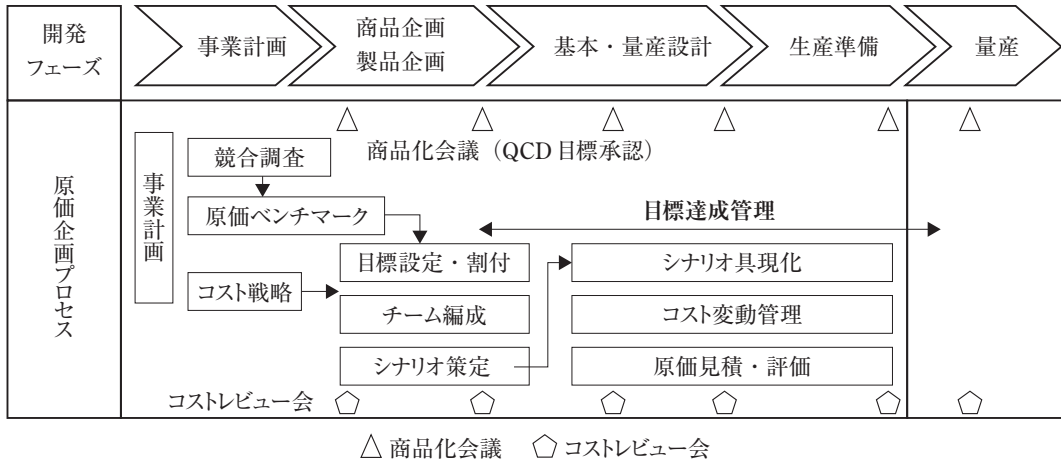 開発
フェーズ
事業計画
商品企画
製品企画
基本・量産設計
生産準備
量産
原価企画プロセス
事業計画
商品化会議（QCD目標承認）
競合調査
原価ベンチマーク
目標達成管理
目標設定・割付
シナリオ具現化
コスト戦略
チーム編成
コスト変動管理
シナリオ策定
原価見積・評価
コストレビュー会
△ 商品化会議 ⬠ コストレビュー会